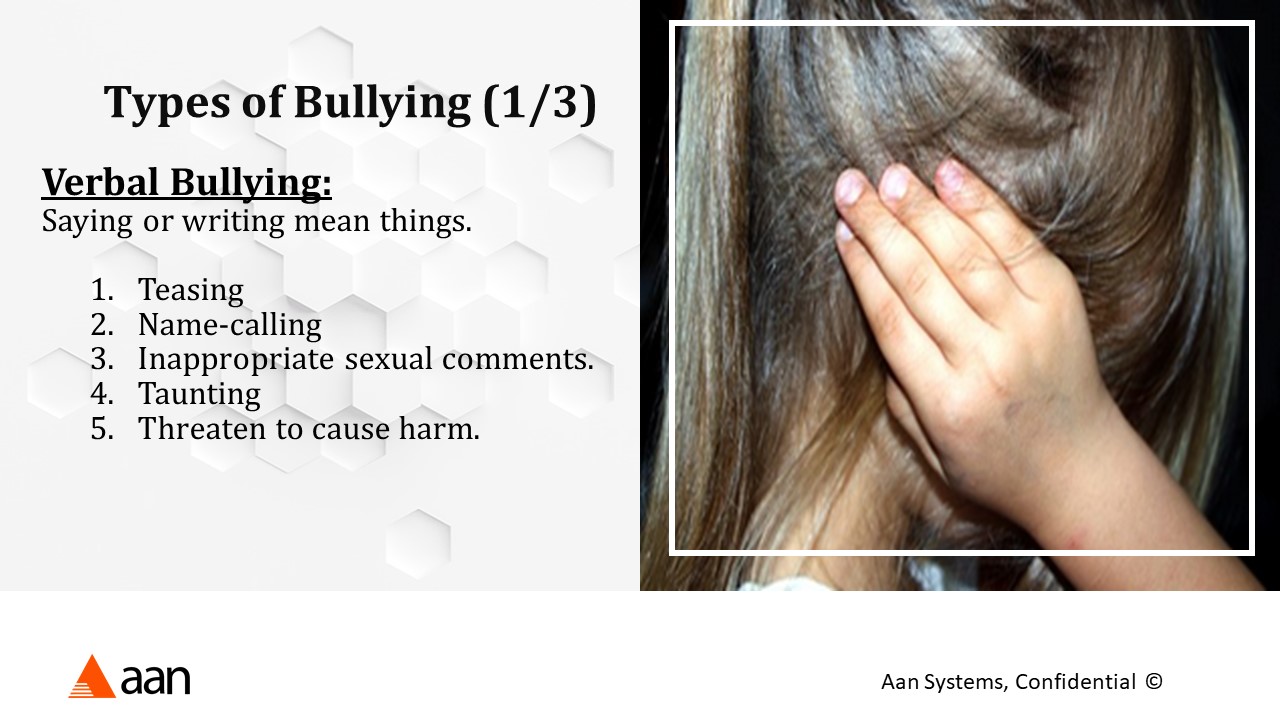 Types of Bullying (1/3)
Verbal Bullying:
Saying or writing mean things.
1. Teasing
2. Name-calling
3. Inappropriate sexual comments.
4. Taunting
5. Threaten to cause harm.
aan
Aan Systems, Confidential ©